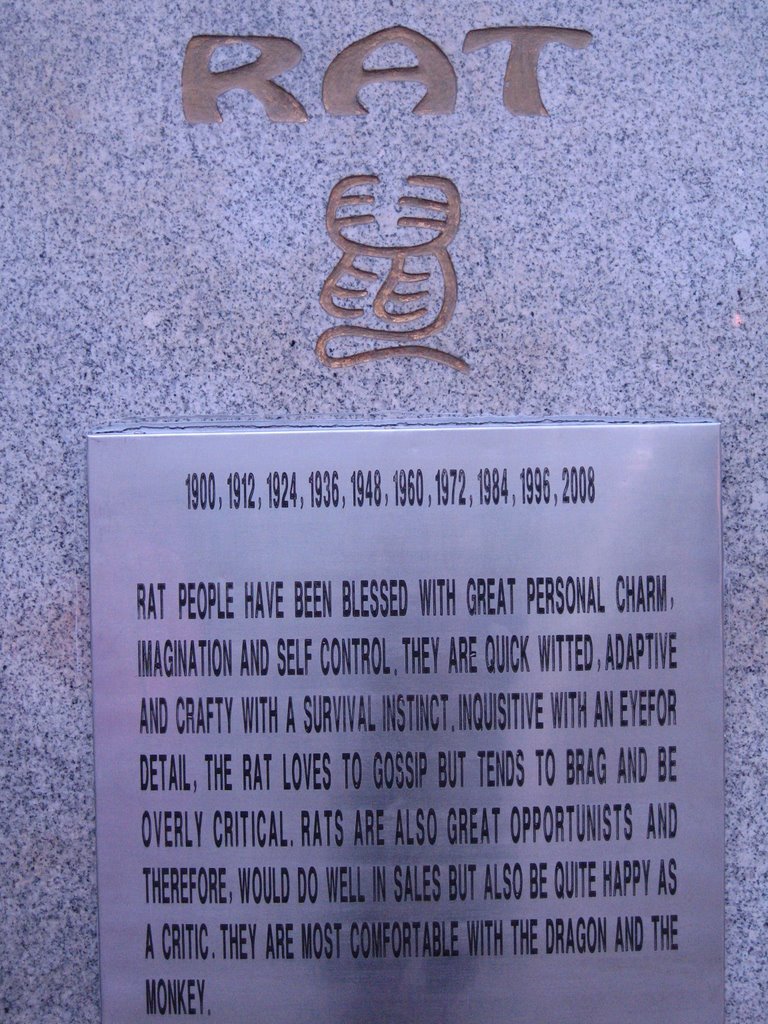 RAT
鼠
1900, 1912, 1924, 1936, 1948, 1960, 1972, 1984, 1996, 2008
RAT PEOPLE HAVE BEEN BLESSED WITH GREAT PERSONAL CHARM,
IMAGINATION AND SELF CONTROL. THEY ARE QUICK WITTED, ADAPTIVE
AND CRAFTY WITH A SURVIVAL INSTINCT. INQUISITIVE WITH AN EYEFOR
DETAIL, THE RAT LOVES TO GOSSIP BUT TENDS TO BRAG AND BE
OVERLY CRITICAL. RATS ARE ALSO GREAT OPPORTUNISTS AND
THEREFORE, WOULD DO WELL IN SALES BUT ALSO BE QUITE HAPPY AS
A CRITIC. THEY ARE MOST COMFORTABLE WITH THE DRAGON AND THE
MONKEY.